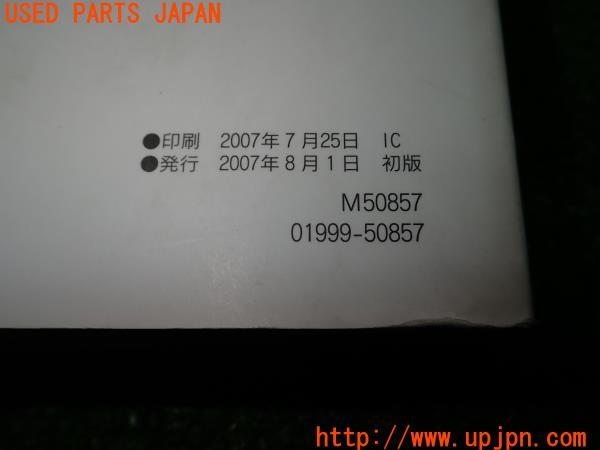 USED PARTS JAPAN
●印刷 2007年7月25日 IC
●発行 2007年8月1日 初版
M50857
01999-50857
http://www.upjpn.com/